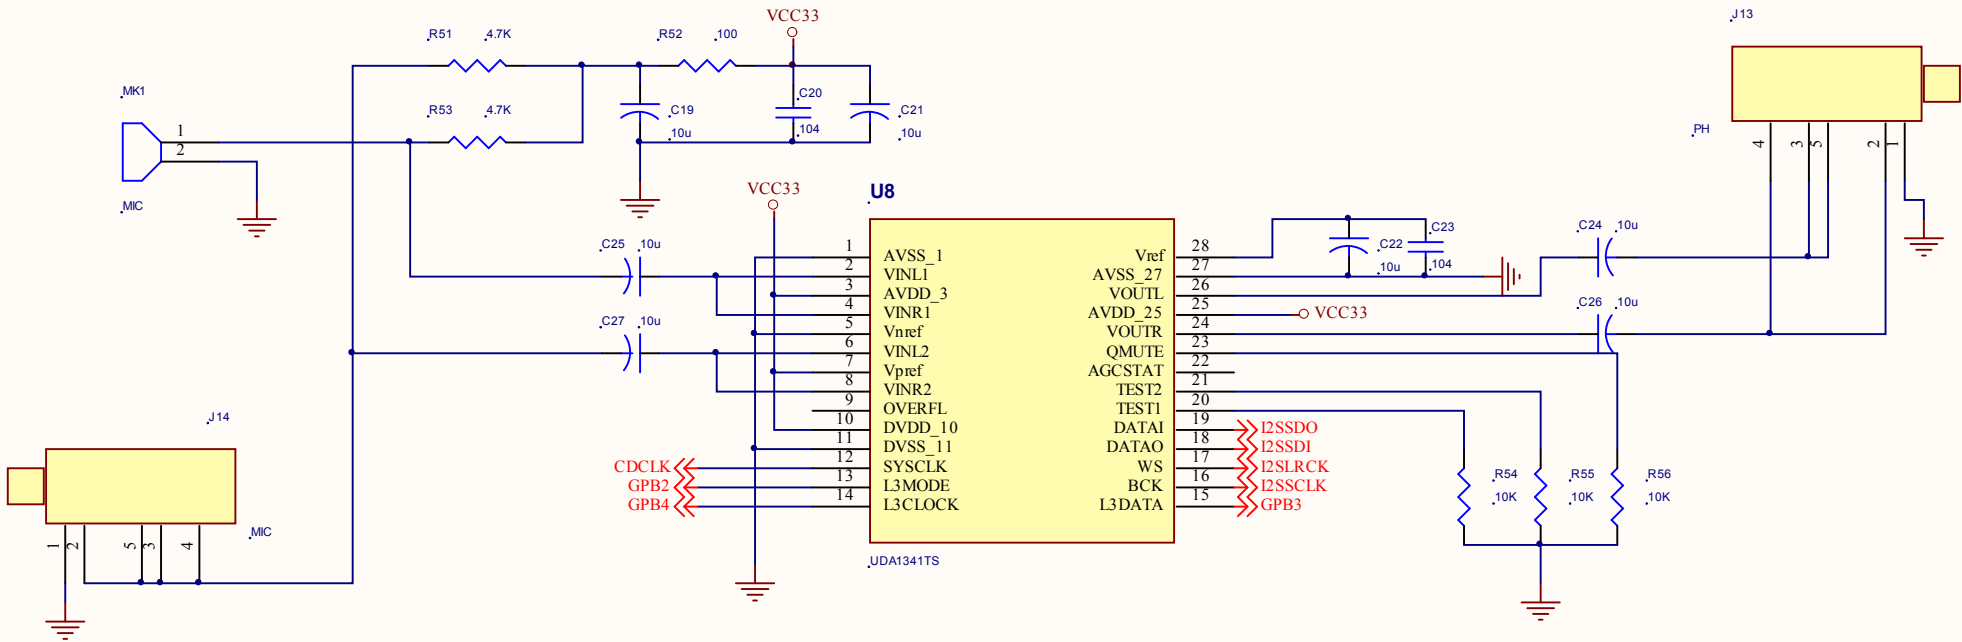 VCC33
J13
.R51 .4.7K
.R52 .100
.MK1
.C20
.104
.R53 .4.7K
.C19
.10u
.C21
.10u
1
2
.PH
4 3 5 2 1
.MIC
VCC33
U8
.C25 .10u
.C27 .10u
1 AVSS_1
2 VINL1
3 AVDD_3
4 VINR1
5 Vnref
6 VINL2
7 Vpref
8 VINR2
9 OVERFL
10 DVDD_10
11 DVSS_11
12 SYSCLK
13 L3MODE
14 L3CLOCK
CDCLK
GPB2
GPB4
Vref 28
AVSS_27 27
VOUTL 26
AVDD_25 25
VOUTR 24
QMUTE 23
AGCSTAT 22
TEST2 21
TEST1 20
DATAI 19
DATAO 18
WS 17
BCK 16
L3DATA 15
I2SSDO
I2SSDI
I2SLRCK
I2SSCLK
GPB3
.UDA1341TS
.C22
.10u
.C23
.104
VCC33
.C24 .10u
.C26 .10u
.R54
.10K
.R55
.10K
.R56
.10K
.J14
.MIC
1 2 5 3 4